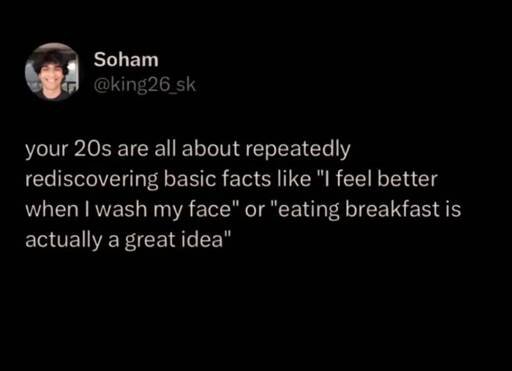 Soham
@king26_sk
your 20s are all about repeatedly
rediscovering basic facts like "I feel better
when I wash my face" or "eating breakfast is
actually a great idea"